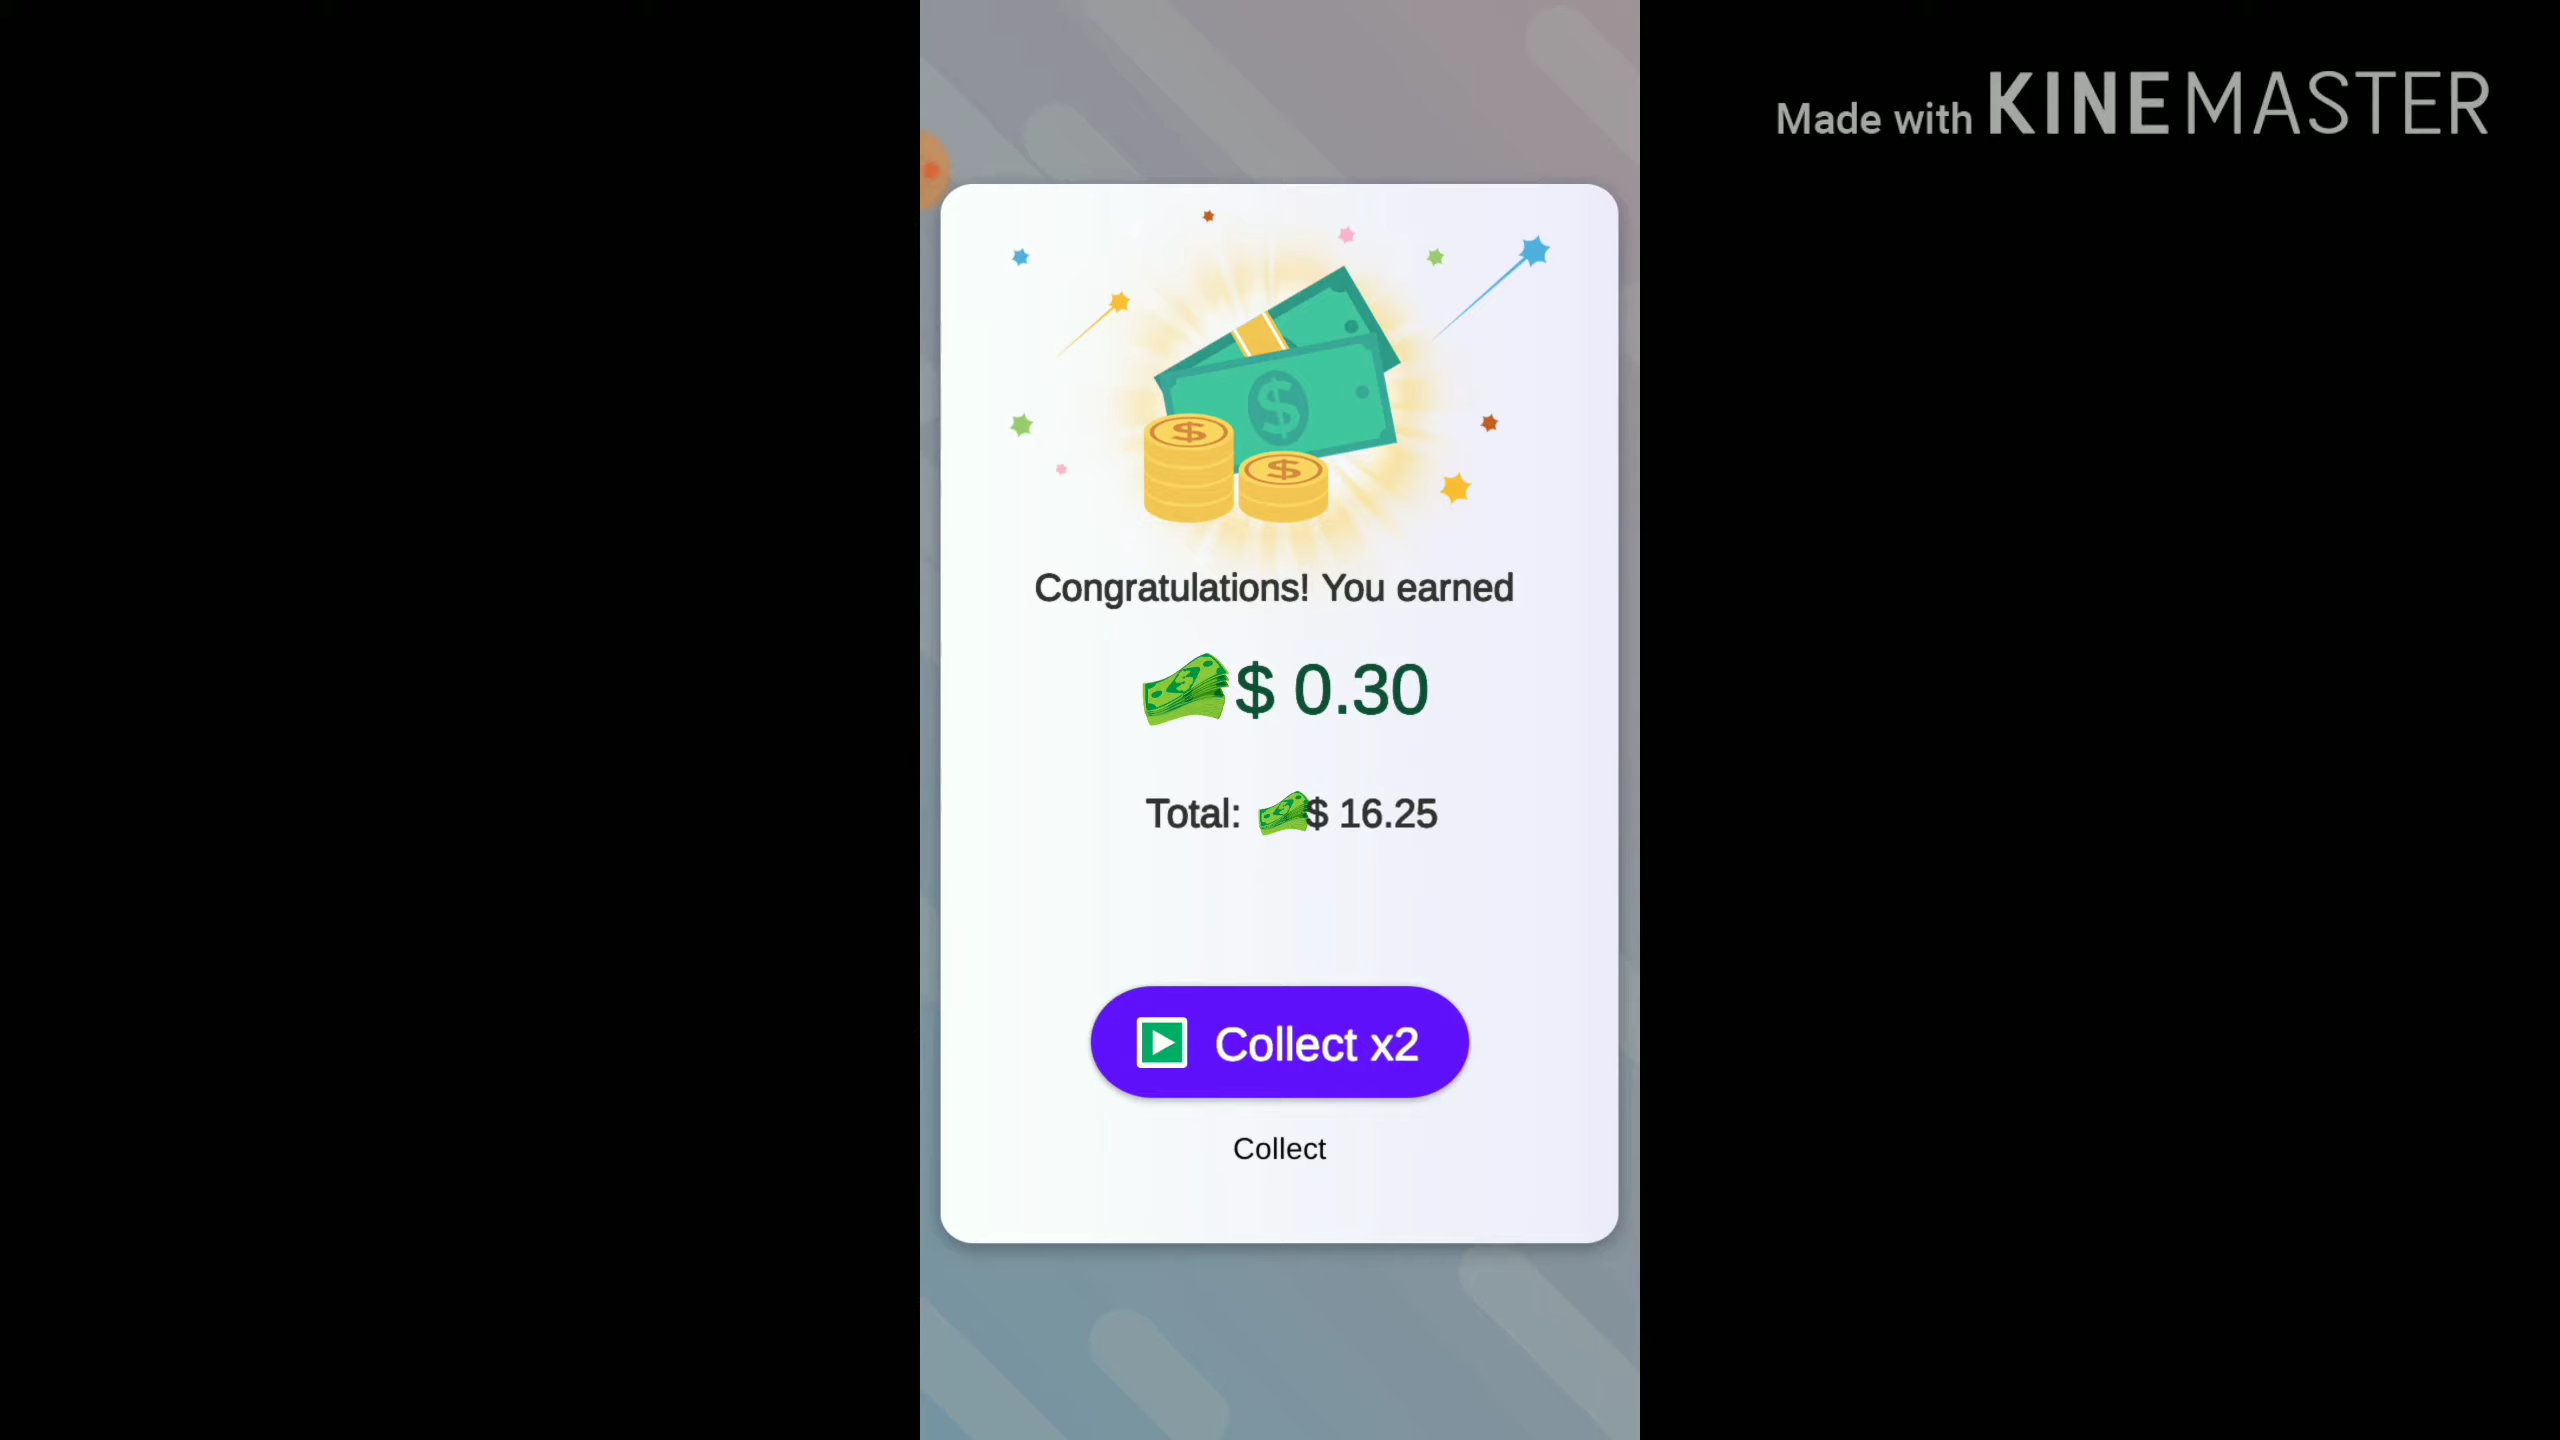 Made with KINEMASTER
Congratulations! You earned
$ 0.30
Total: $ 16.25
Collect x2
Collect